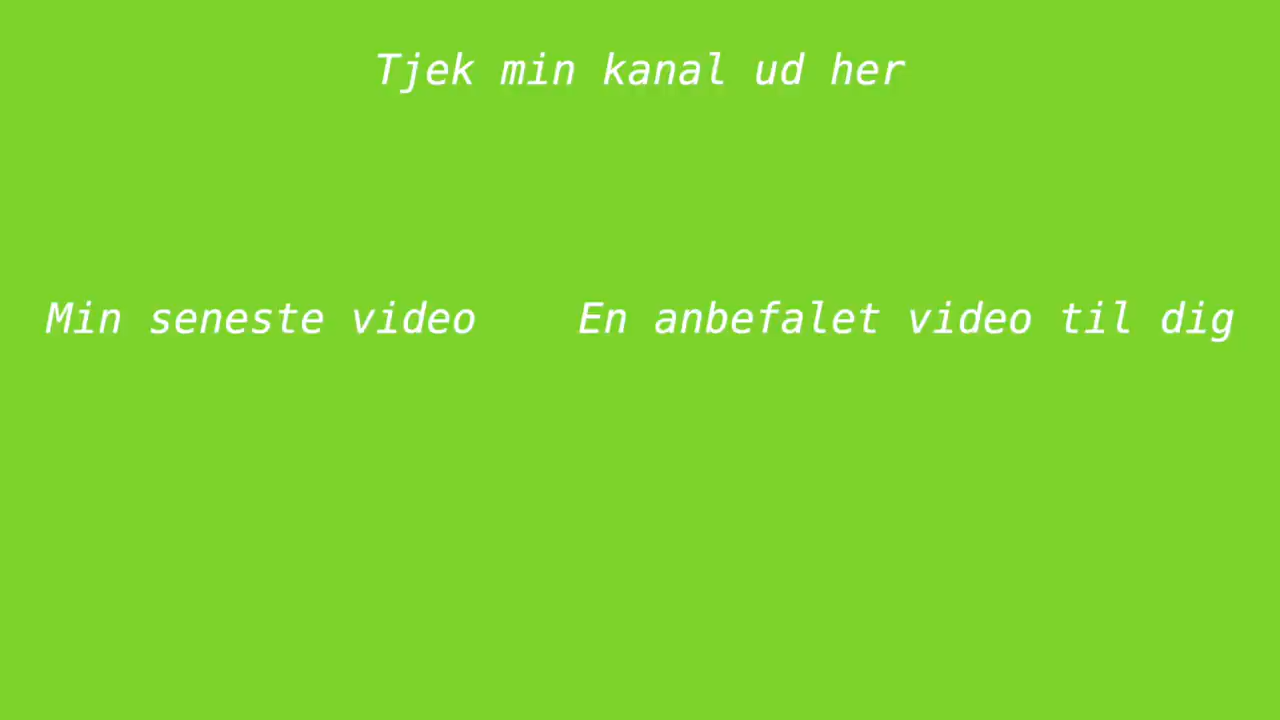 Tjek min kanal ud her
Min seneste video
En anbefalet video til dig